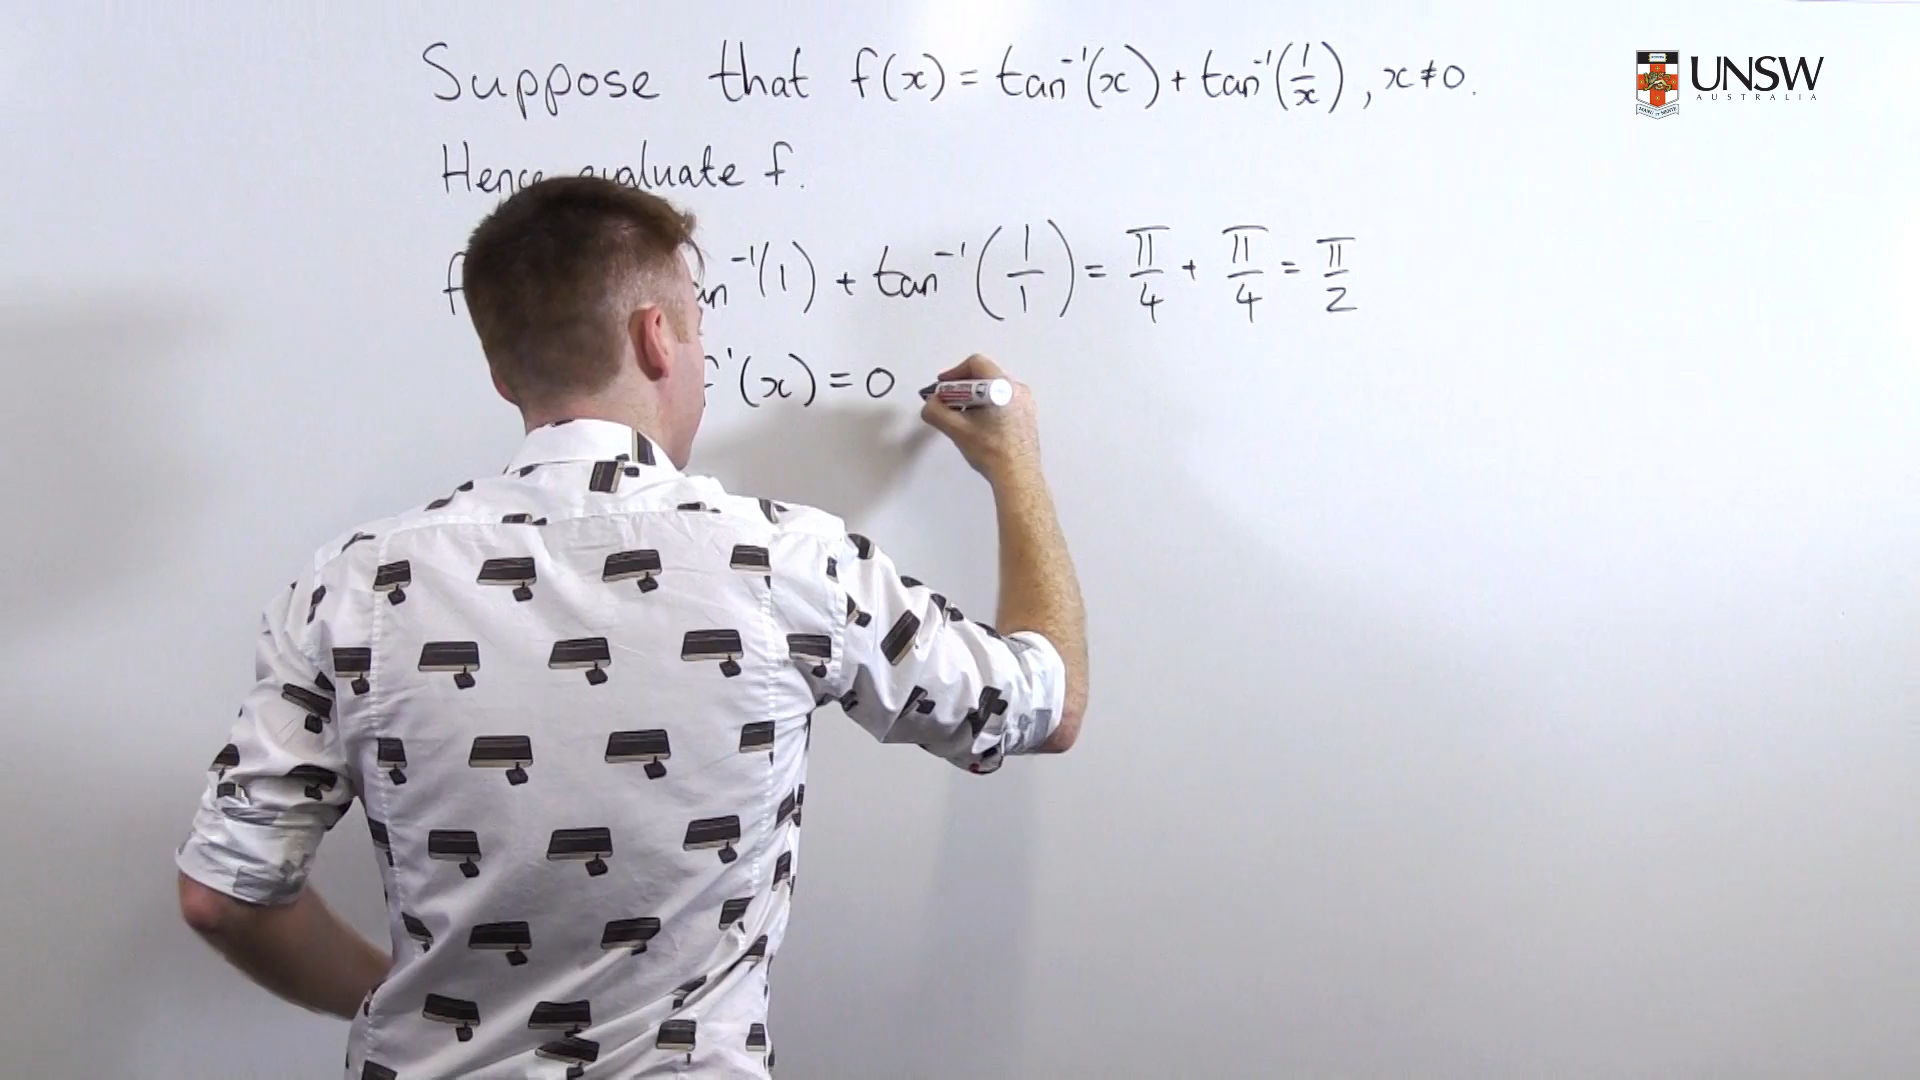 Suppose that f(x) = tan⁻¹(x) + tan⁻¹(1/x), x ≠ 0.
UNSW
AUSTRALIA
Hence evaluate f.
⁻¹(1) + tan⁻¹(1/1) = π/4 + π/4 = π/2
f'(x) = 0